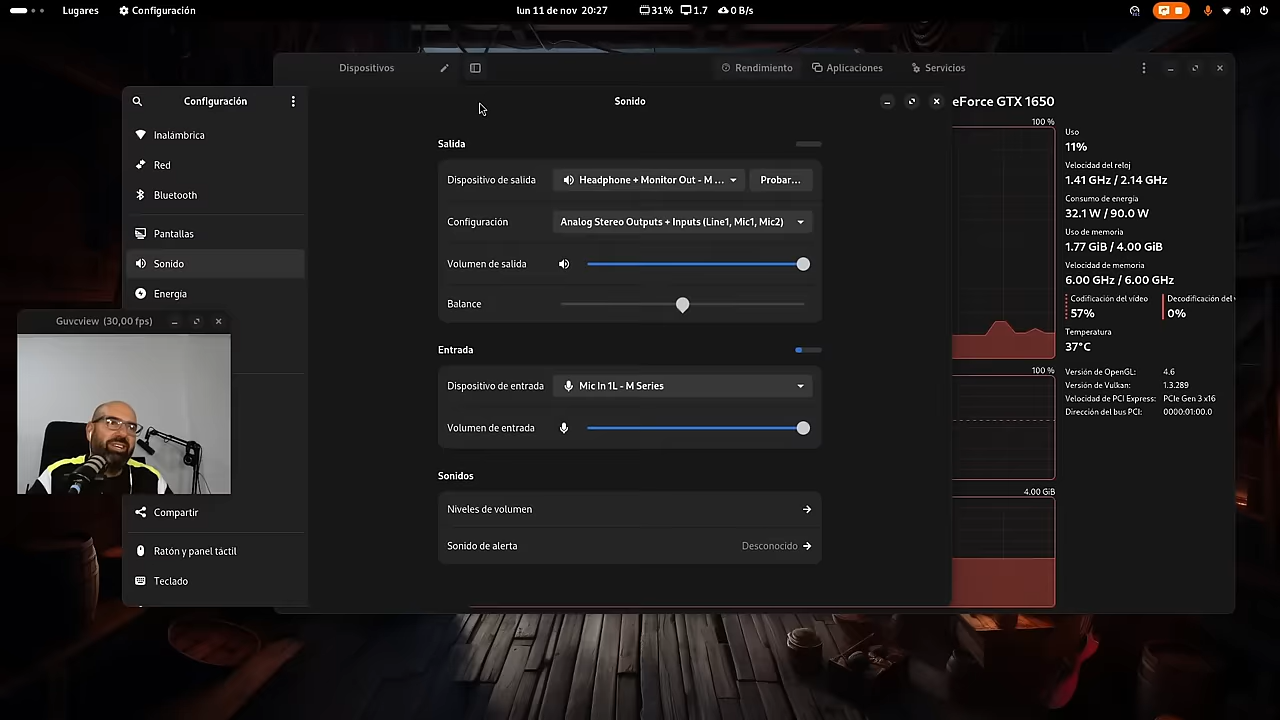 Lugares
Configuración
lun 11 de nov 20:27
31%
1.7
0 B/s
Dispositivos
Rendimiento
Aplicaciones
Servicios
Configuración
Inalámbrica
Red
Bluetooth
Pantallas
Sonido
Energía
Compartir
Ratón y panel táctil
Teclado
Guvcview (30,00 fps)
Sonido
Salida
Dispositivo de salida
Headphone + Monitor Out - M ...
Probar...
Configuración
Analog Stereo Outputs + Inputs (Line1, Mic1, Mic2)
Volumen de salida
Balance
Entrada
Dispositivo de entrada
Mic In 1L - M Series
Volumen de entrada
Sonidos
Niveles de volumen
Sonido de alerta
Desconocido
eForce GTX 1650
100 %
100 %
4.00 GiB
Uso
11%
Velocidad del reloj
1.41 GHz / 2.14 GHz
Consumo de energía
32.1 W / 90.0 W
Uso de memoria
1.77 GiB / 4.00 GiB
Velocidad de memoria
6.00 GHz / 6.00 GHz
Codificación del vídeo
57%
Decodificación del
0%
Temperatura
37°C
Versión de OpenGL: 4.6
Versión de Vulkan: 1.3.289
Velocidad de PCI Express: PCIe Gen 3 x16
Dirección del bus PCI: 0000:01:00.0